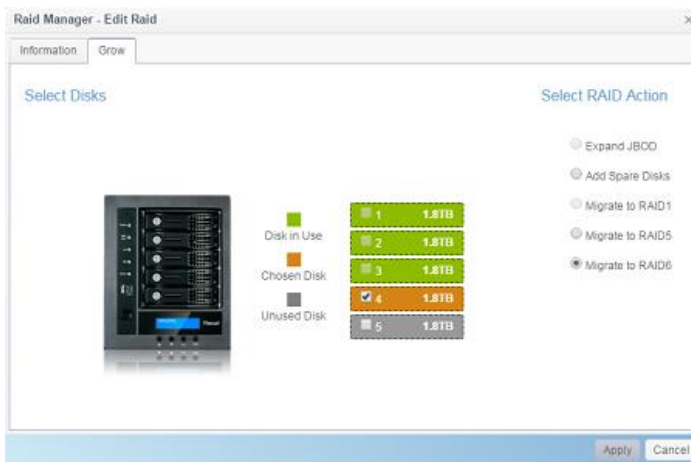 Raid Manager - Edit Raid
Information
Grow
Select Disks
Select RAID Action
Disk in Use
Chosen Disk
Unused Disk
1 1.8TB
2 1.8TB
3 1.8TB
4 1.8TB
5 1.8TB
Expand JBOD
Add Spare Disks
Migrate to RAID1
Migrate to RAID5
Migrate to RAID6
Apply
Cancel